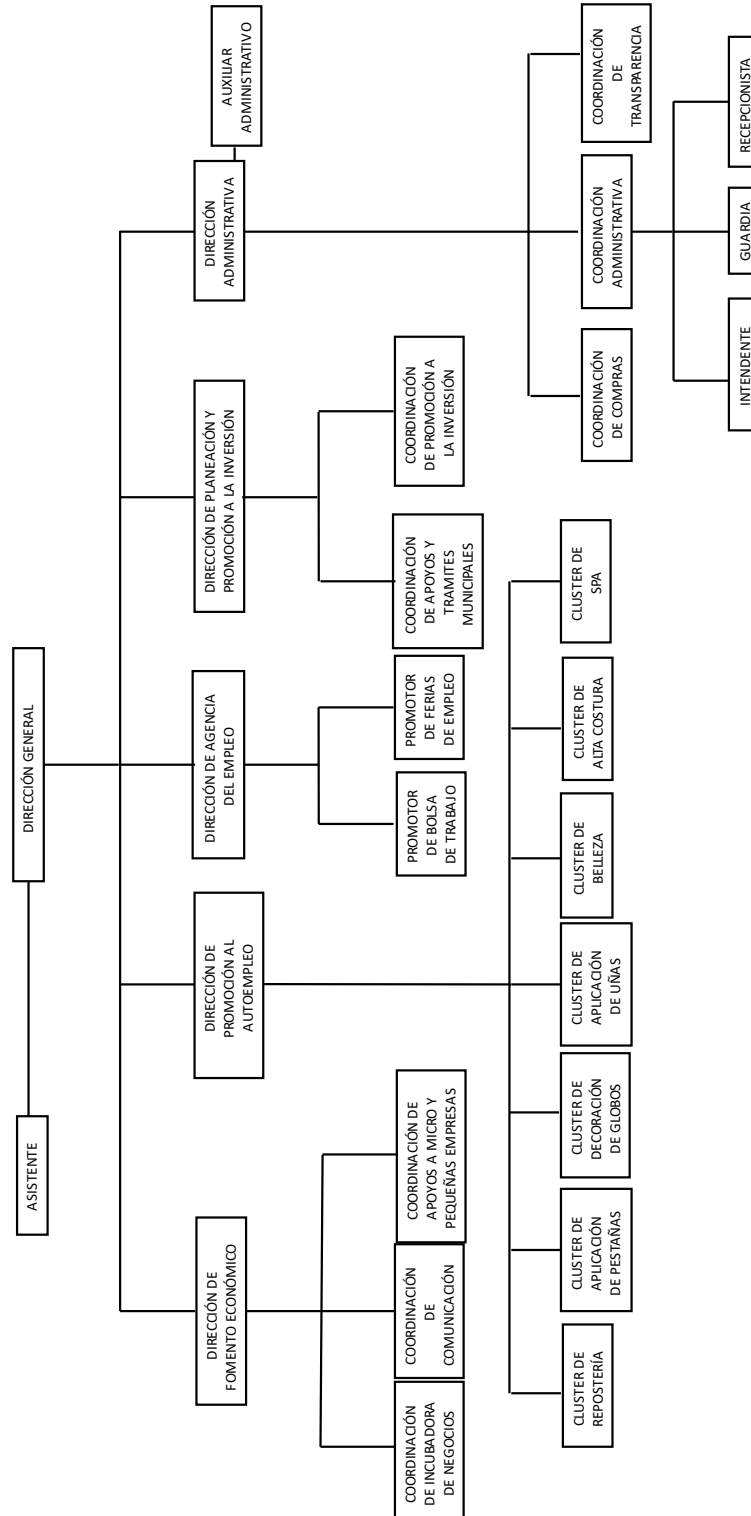 DIRECCIÓN GENERAL
ASISTENTE
DIRECCIÓN DE
FOMENTO ECONÓMICO
DIRECCIÓN DE
PROMOCIÓN AL
AUTOEMPLEO
DIRECCIÓN DE AGENCIA
DEL EMPLEO
DIRECCIÓN DE PLANEACIÓN Y
PROMOCIÓN A LA INVERSIÓN
DIRECCIÓN
ADMINISTRATIVA
AUXILIAR
ADMINISTRATIVO
COORDINACIÓN
DE INCUBADORA
DE NEGOCIOS
COORDINACIÓN
DE
COMUNICACIÓN
COORDINACIÓN DE
APOYOS A MICRO Y
PEQUEÑAS EMPRESAS
PROMOTOR
DE BOLSA
DE TRABAJO
PROMOTOR
DE FERIAS
DE EMPLEO
COORDINACIÓN
DE APOYOS Y
TRAMITES
MUNICIPALES
COORDINACIÓN
DE PROMOCIÓN A
LA INVERSIÓN
CLUSTER DE
REPOSTERÍA
CLUSTER DE
APLICACIÓN
DE PESTAÑAS
CLUSTER DE
DECORACIÓN
DE GLOBOS
CLUSTER DE
APLICACIÓN
DE UÑAS
CLUSTER DE
BELLEZA
CLUSTER DE
ALTA COSTURA
CLUSTER DE
SPA
COORDINACIÓN
DE COMPRAS
COORDINACIÓN
ADMINISTRATIVA
COORDINACIÓN
DE
TRANSPARENCIA
INTENDENTE
GUARDIA
RECEPCIONISTA